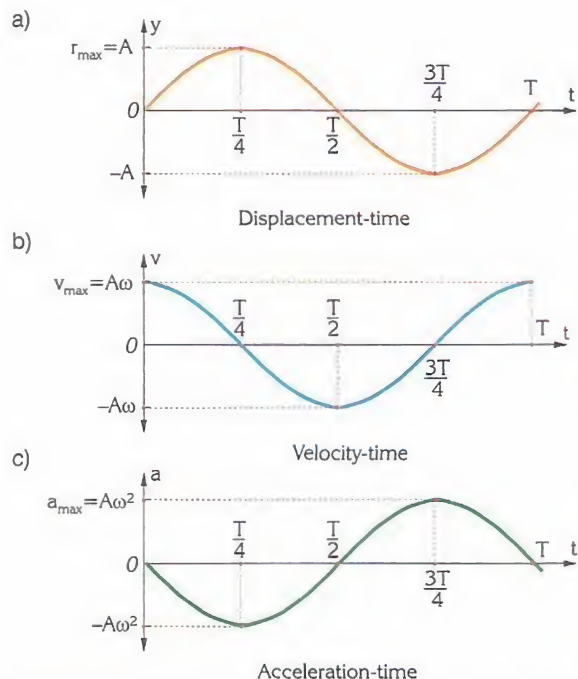 a)
y
r_max=A
0
T/4
T/2
3T/4
T
t
–A
Displacement-time
b)
v
v_max=Aω
0
T/4
T/2
3T/4
T
t
–Aω
Velocity-time
c)
a
a_max=Aω²
0
T/4
T/2
3T/4
T
t
–Aω²
Acceleration-time